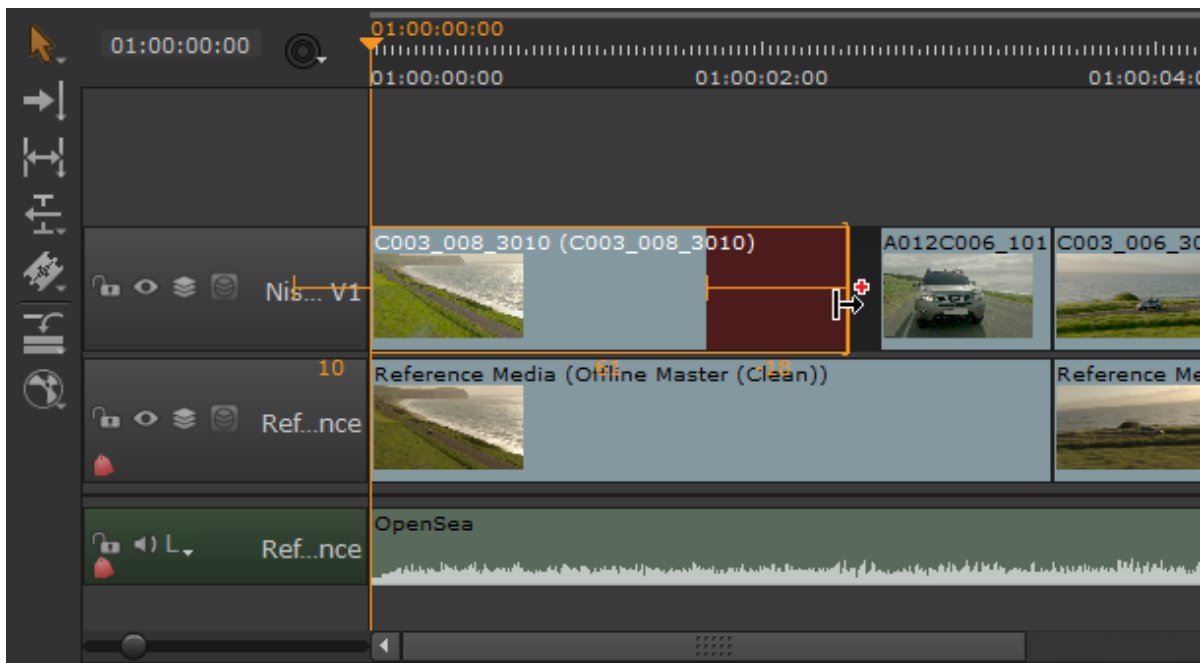 01:00:00:00
01:00:00:00
01:00:00:00 01:00:02:00 01:00:04:0
C003_008_3010 (C003_008_3010) A012C006_101 C003_006_30
Nis... V1
10 61 -18
Reference Media (Offline Master (Clean)) Reference Me
Ref...nce
OpenSea
L
Ref...nce